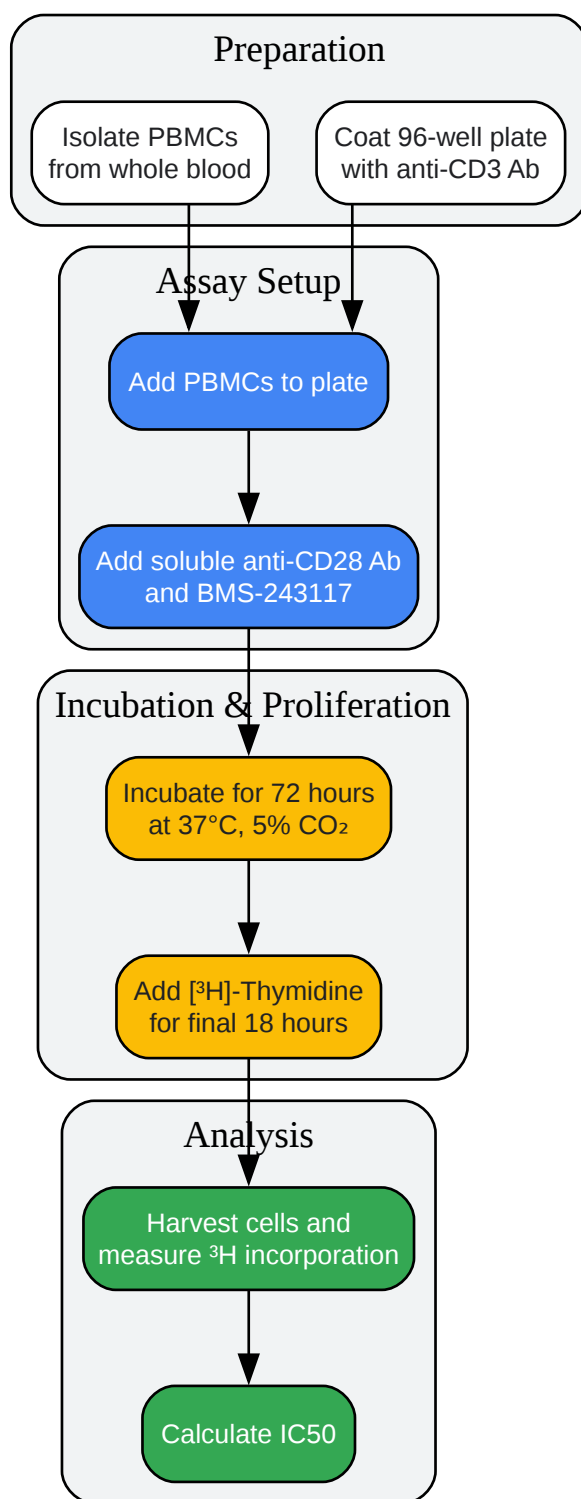 Preparation
Isolate PBMCs
from whole blood
Coat 96-well plate
with anti-CD3 Ab
Assay Setup
Add PBMCs to plate
Add soluble anti-CD28 Ab
and BMS-243117
Incubation & Proliferation
Incubate for 72 hours
at 37°C, 5% CO₂
Add [³H]-Thymidine
for final 18 hours
Analysis
Harvest cells and
measure ³H incorporation
Calculate IC50